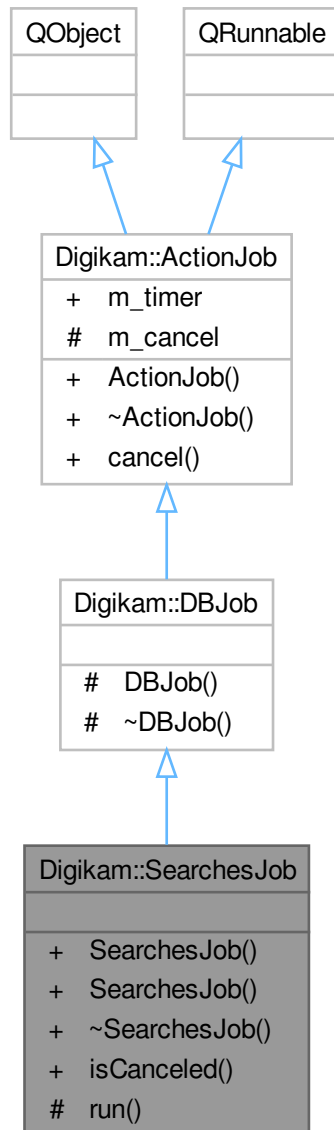 QObject
QRunnable
Digikam::ActionJob
+ m_timer
# m_cancel
+ ActionJob()
+ ~ActionJob()
+ cancel()
Digikam::DBJob
# DBJob()
# ~DBJob()
Digikam::SearchesJob
+ SearchesJob()
+ SearchesJob()
+ ~SearchesJob()
+ isCanceled()
# run()